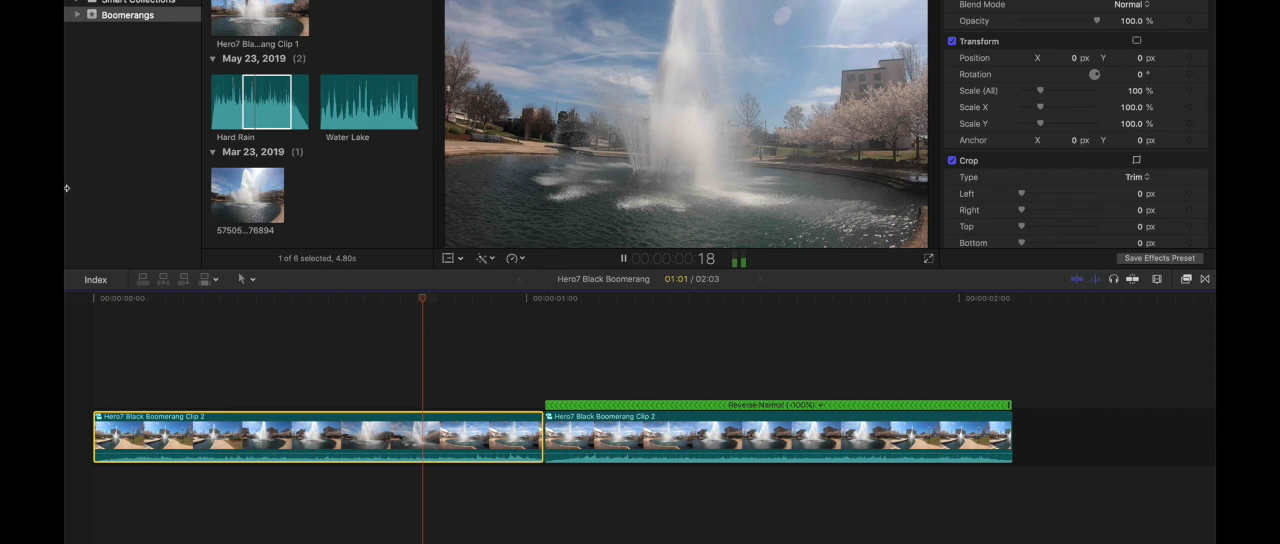 Smart Collections
Boomerangs
Hero7 Bla...ang Clip 1
May 23, 2019 (2)
Hard Rain
Water Lake
Mar 23, 2019 (1)
57505...76894
1 of 6 selected, 4.80s
00:00:00:00 18
Blend Mode Normal
Opacity 100.0 %
Transform
Position X 0 px Y 0 px
Rotation 0 °
Scale (All) 100 %
Scale X 100.0 %
Scale Y 100.0 %
Anchor X 0 px Y 0 px
Crop
Type Trim
Left 0 px
Right 0 px
Top 0 px
Bottom 0 px
Save Effects Preset
Index
Hero7 Black Boomerang 01:01 / 02:03
00:00:00:00 00:00:01:00 00:00:02:00
Reverse Normal (-100%)
Hero7 Black Boomerang Clip 2 Hero7 Black Boomerang Clip 2